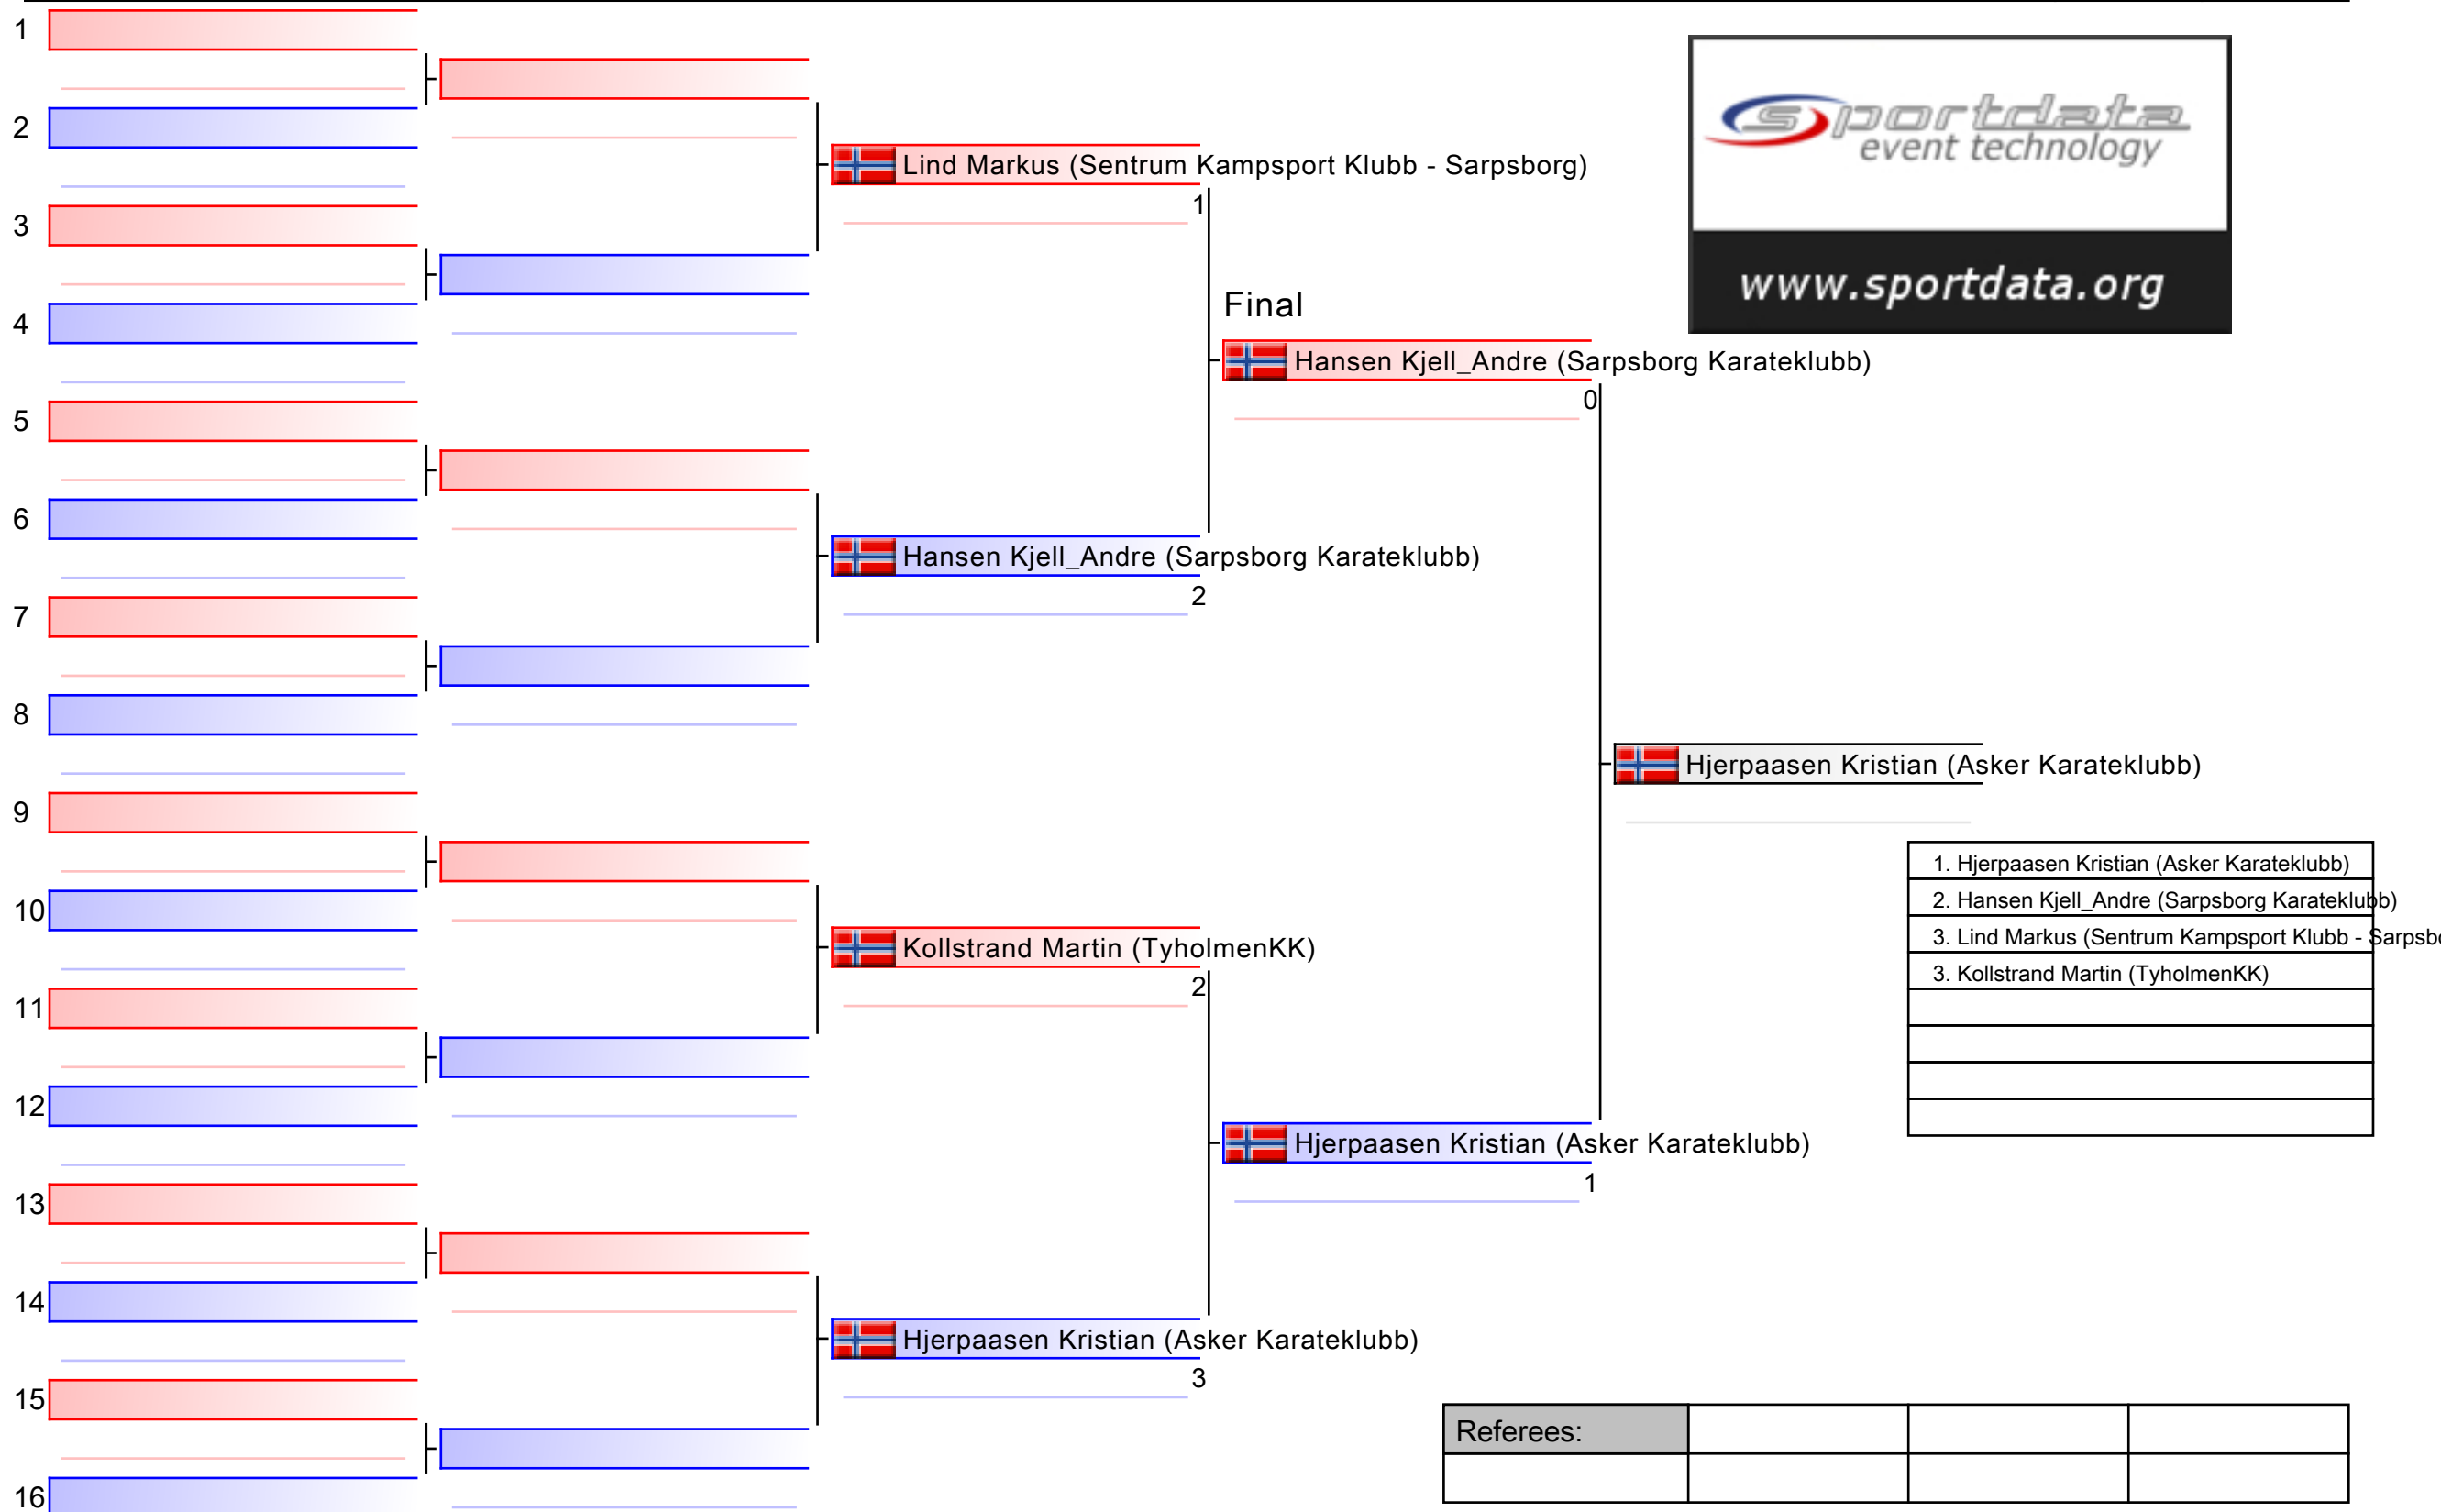 1
2
3
4
5
6
7
8
9
10
11
12
13
14
15
16
Lind Markus (Sentrum Kampsport Klubb - Sarpsborg)
1
Hansen Kjell_Andre (Sarpsborg Karateklubb)
2
Kollstrand Martin (TyholmenKK)
2
Hjerpaasen Kristian (Asker Karateklubb)
3
Final
Hansen Kjell_Andre (Sarpsborg Karateklubb)
0
Hjerpaasen Kristian (Asker Karateklubb)
1
Hjerpaasen Kristian (Asker Karateklubb)
sportdata
event technology
www.sportdata.org
1. Hjerpaasen Kristian (Asker Karateklubb)
2. Hansen Kjell_Andre (Sarpsborg Karateklubb)
3. Lind Markus (Sentrum Kampsport Klubb - Sarpsb
3. Kollstrand Martin (TyholmenKK)
Referees: